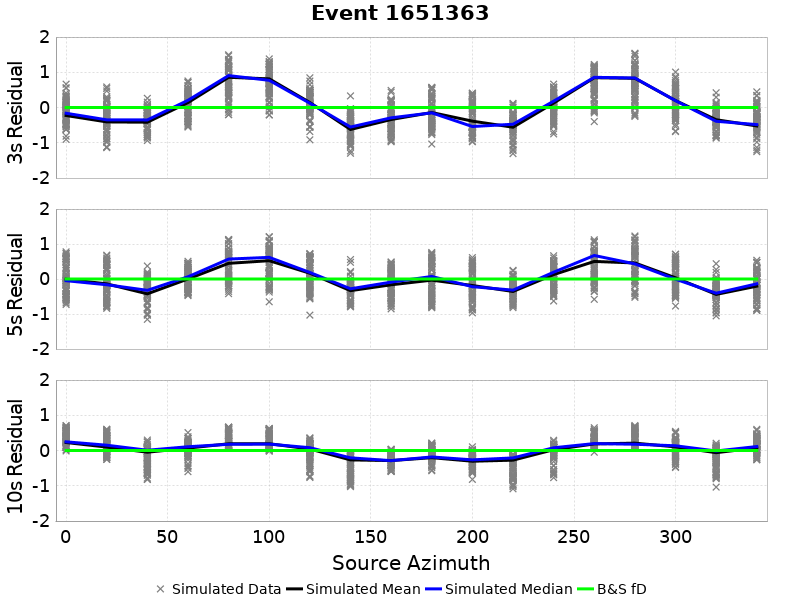 Event 1651363
3s Residual
2
1
0
-1
-2
5s Residual
2
1
0
-1
-2
10s Residual
2
1
0
-1
-2
0 50 100 150 200 250 300
Source Azimuth
Simulated Data Simulated Mean Simulated Median B&S fD